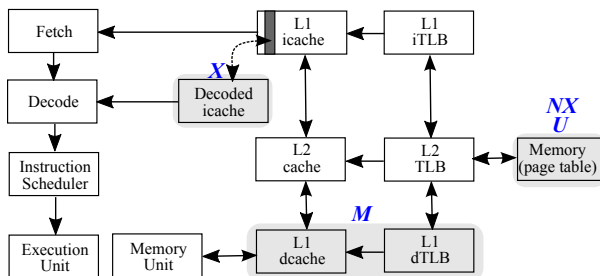 Fetch
L1
icache
L1
iTLB
X
Decode
Decoded
icache
NX
U
Instruction
Scheduler
L2
cache
L2
TLB
Memory
(page table)
M
Execution
Unit
Memory
Unit
L1
dcache
L1
dTLB